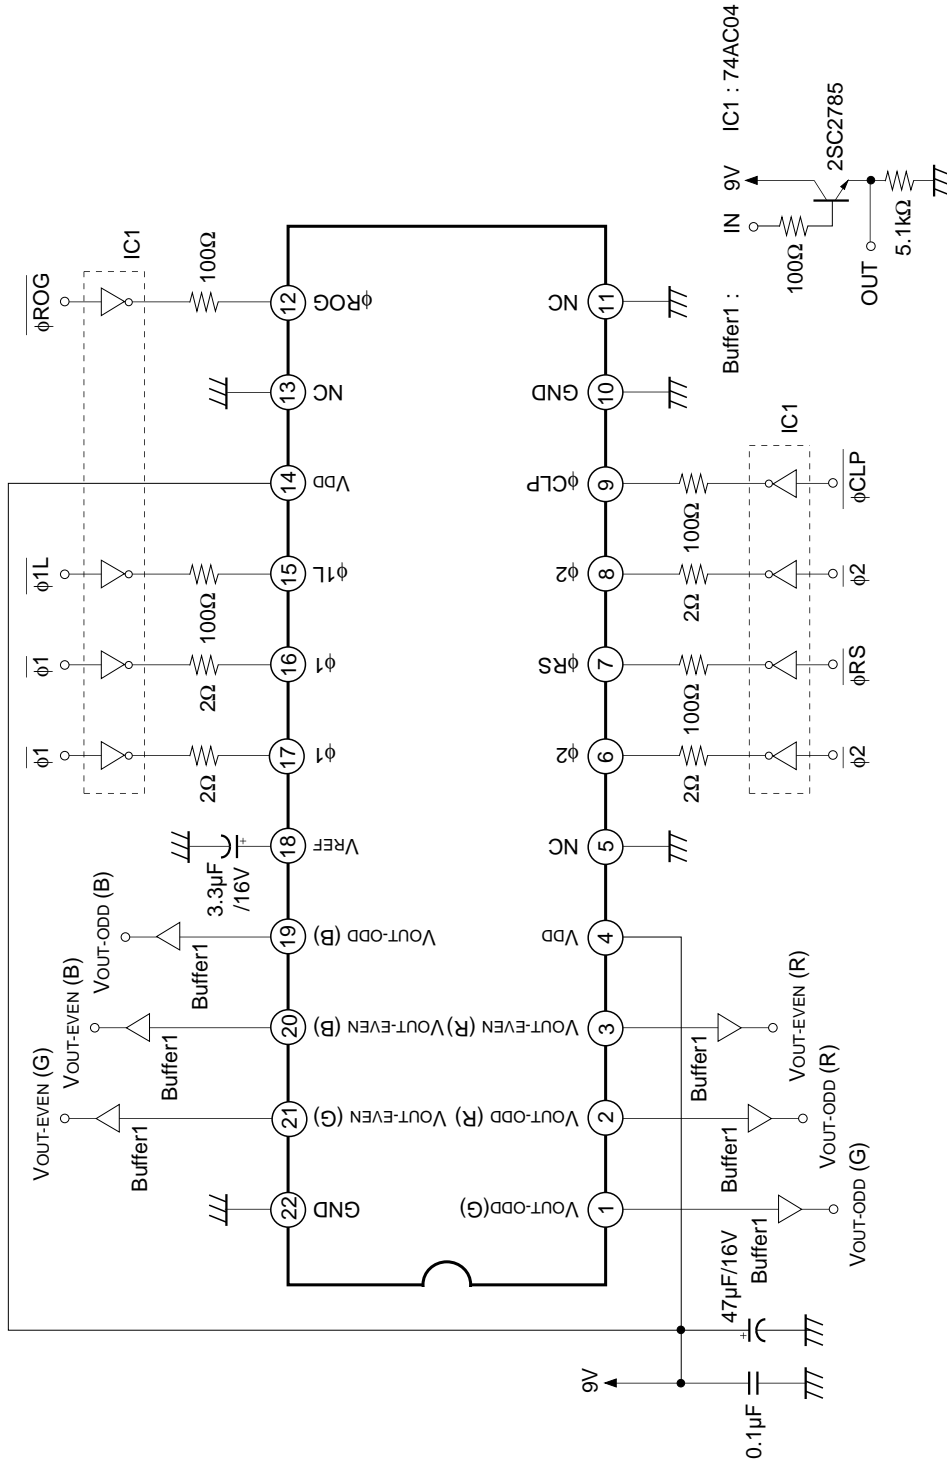 φROG
IC1
100Ω
12
φROG
13
NC
14
VDD
φ1L
100Ω
15
φ1L
φ1
2Ω
16
φ1
φ1
2Ω
17
φ1
3.3µF
/16V
18
VREF
VOUT-ODD (B)
Buffer1
19
VOUT-ODD (B)
VOUT-EVEN (B)
Buffer1
20
VOUT-EVEN (B)
VOUT-EVEN (G)
Buffer1
21
VOUT-EVEN (G)
22
GND
11
NC
10
GND
9
φCLP
100Ω
IC1
φCLP
8
φ2
2Ω
φ2
7
φRS
100Ω
φRS
6
φ2
2Ω
φ2
5
NC
4
VDD
3
VOUT-EVEN (R)
Buffer1
VOUT-EVEN (R)
2
VOUT-ODD (R)
Buffer1
VOUT-ODD (R)
1
VOUT-ODD(G)
Buffer1
VOUT-ODD (G)
47µF/16V
9V
0.1µF
Buffer1 :
IN
100Ω
9V
2SC2785
OUT
5.1kΩ
IC1 : 74AC04